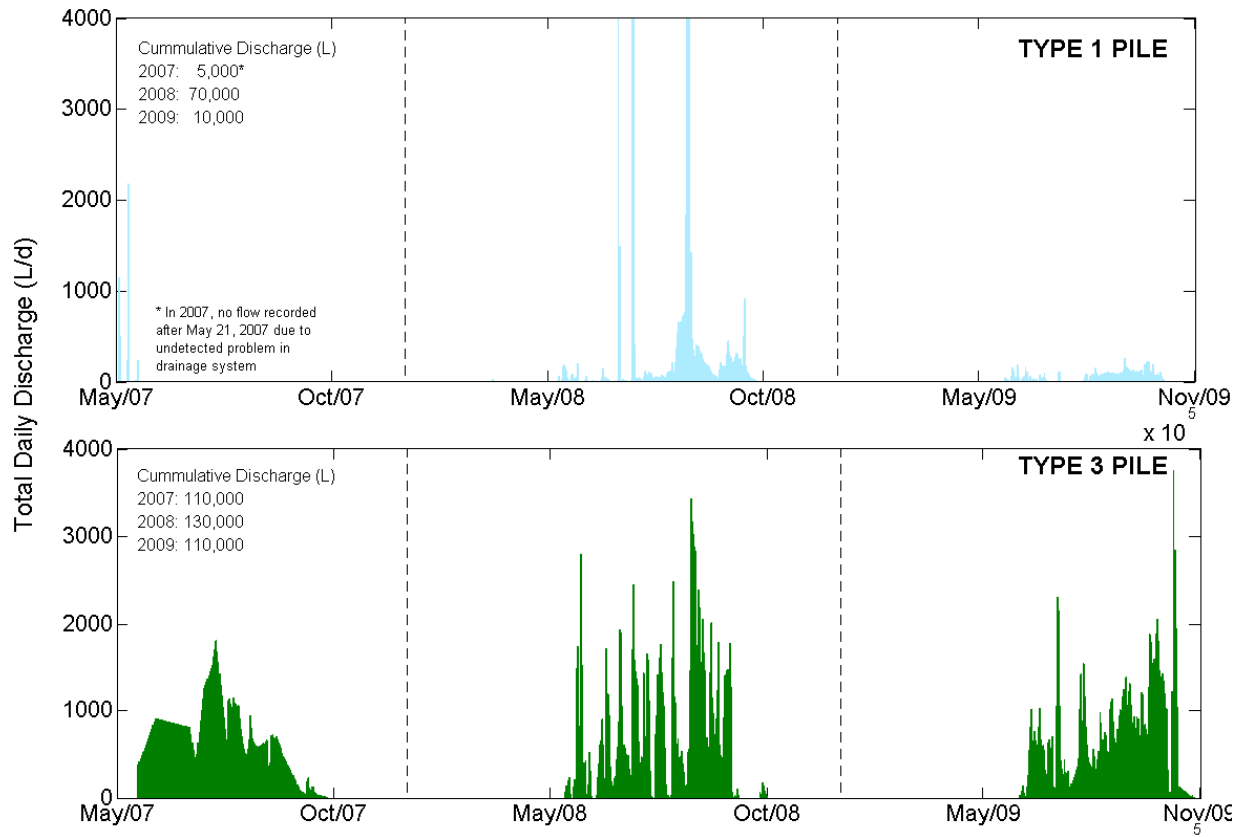 4000
Cummulative Discharge (L)
2007: 5,000*
2008: 70,000
2009: 10,000
TYPE 1 PILE
3000
2000
1000
* In 2007, no flow recorded
after May 21, 2007 due to
undetected problem in
drainage system
0
May/07 Oct/07 May/08 Oct/08 May/09 Nov/09
5
x 10
Total Daily Discharge (L/d)
4000
Cummulative Discharge (L)
2007: 110,000
2008: 130,000
2009: 110,000
TYPE 3 PILE
3000
2000
1000
0
May/07 Oct/07 May/08 Oct/08 May/09 Nov/09
5